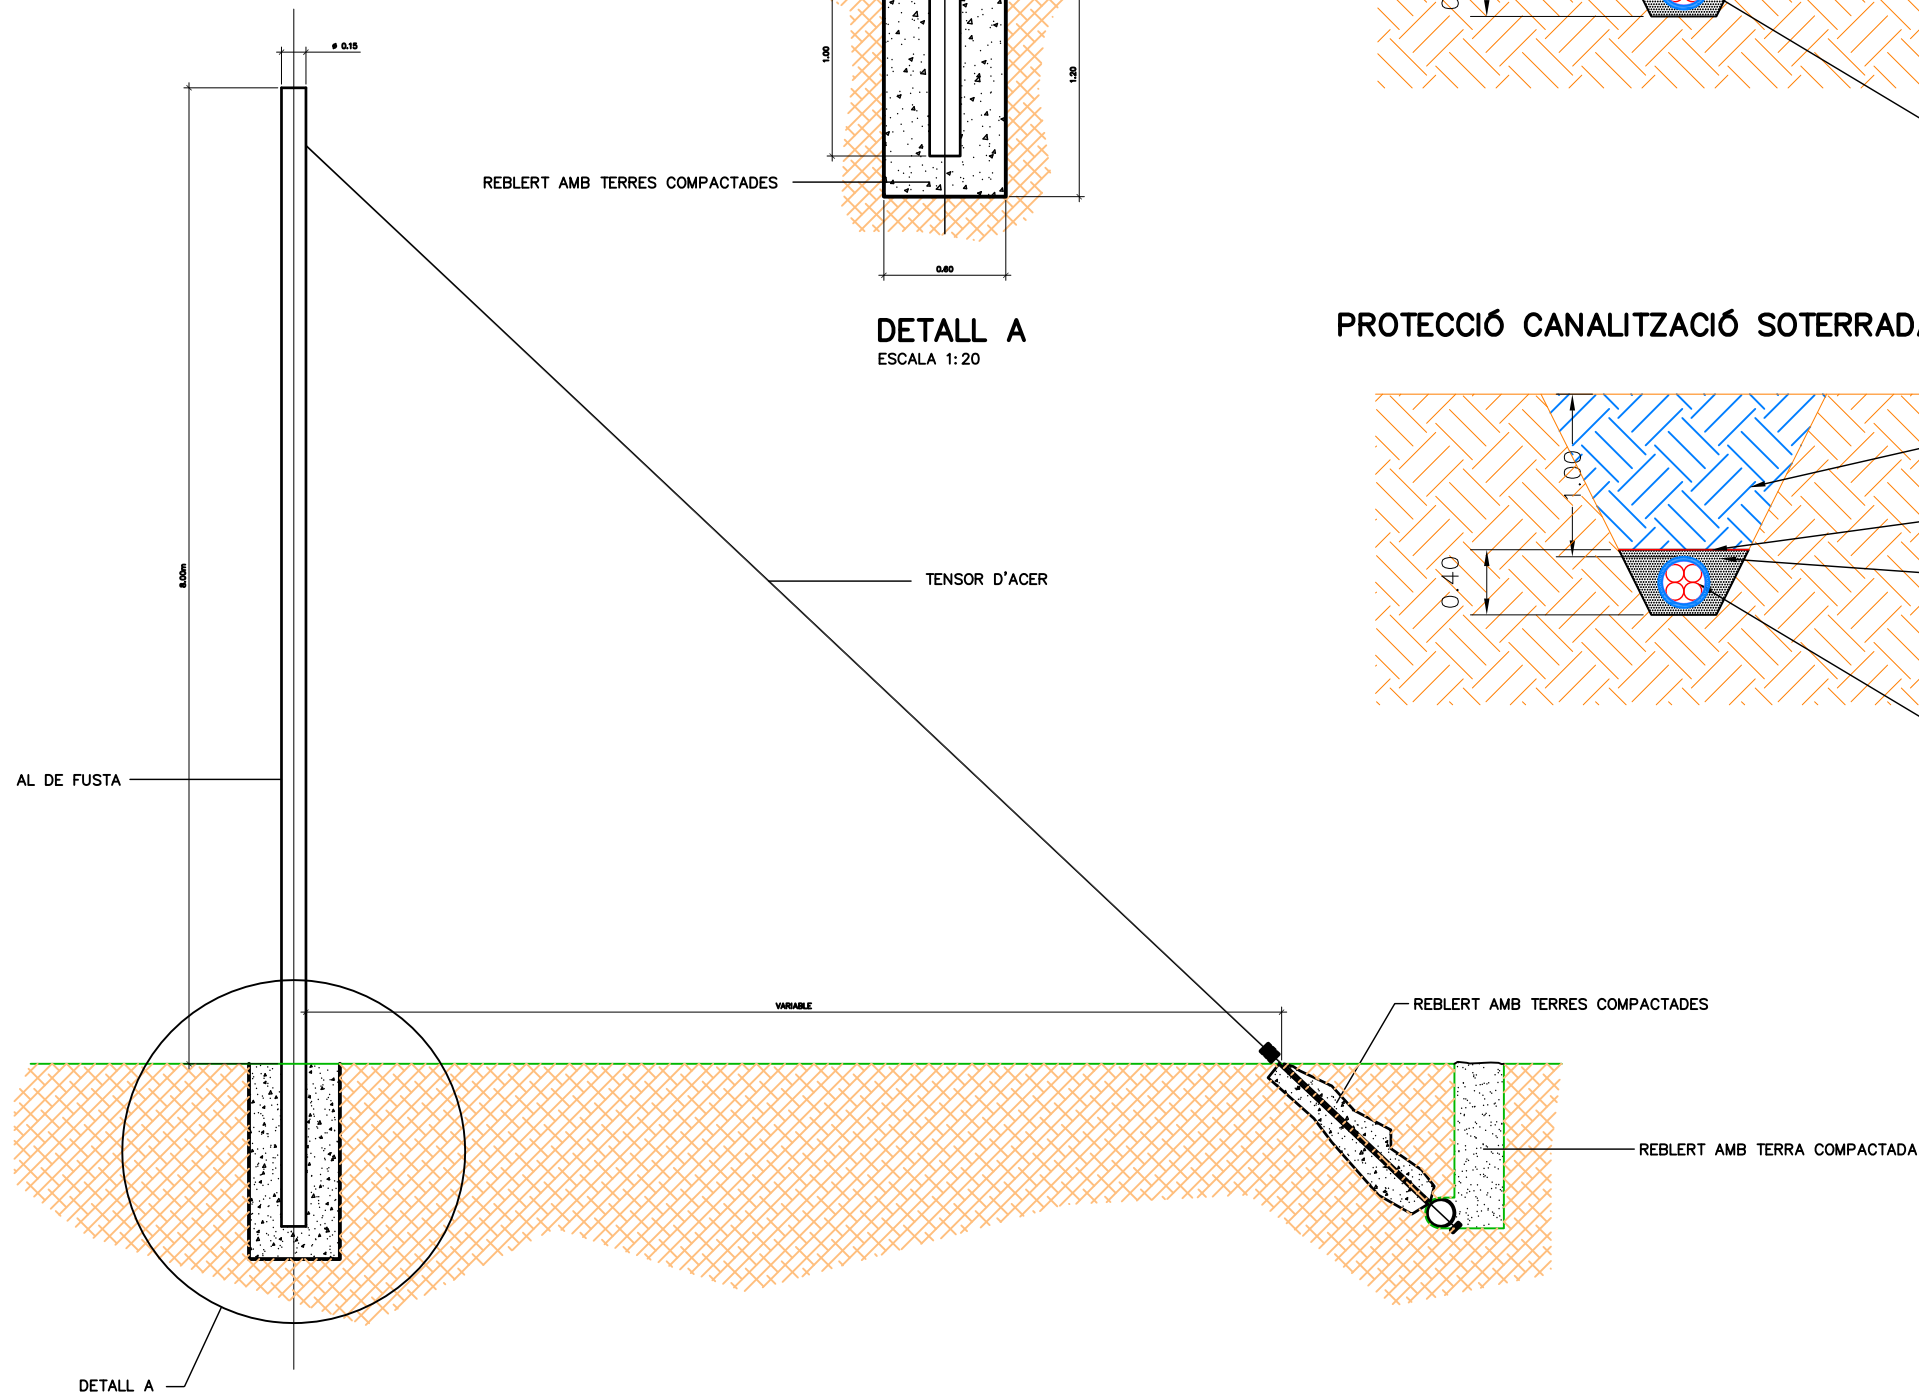 ø 0.15
1.00
1.20
REBLERT AMB TERRES COMPACTADES
0.60
DETALL A
ESCALA 1:20
PROTECCIÓ CANALITZACIÓ SOTERRADA
1.00
0.40
TENSOR D'ACER
6.00m
AL DE FUSTA
VARIABLE
REBLERT AMB TERRES COMPACTADES
REBLERT AMB TERRA COMPACTADA
DETALL A